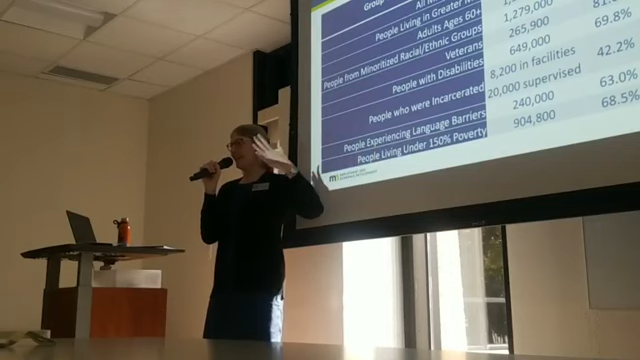 Group
All
People Living in Greater
Adults Ages 60+
People from Minoritized Racial/Ethnic Groups 1,279,000
Veterans 265,900
People with Disabilities 649,000 69.8%
People who were Incarcerated 8,200 in facilities 42.2%
20,000 supervised
People Experiencing Language Barriers 240,000 63.0%
People Living Under 150% Poverty 904,800 68.5%